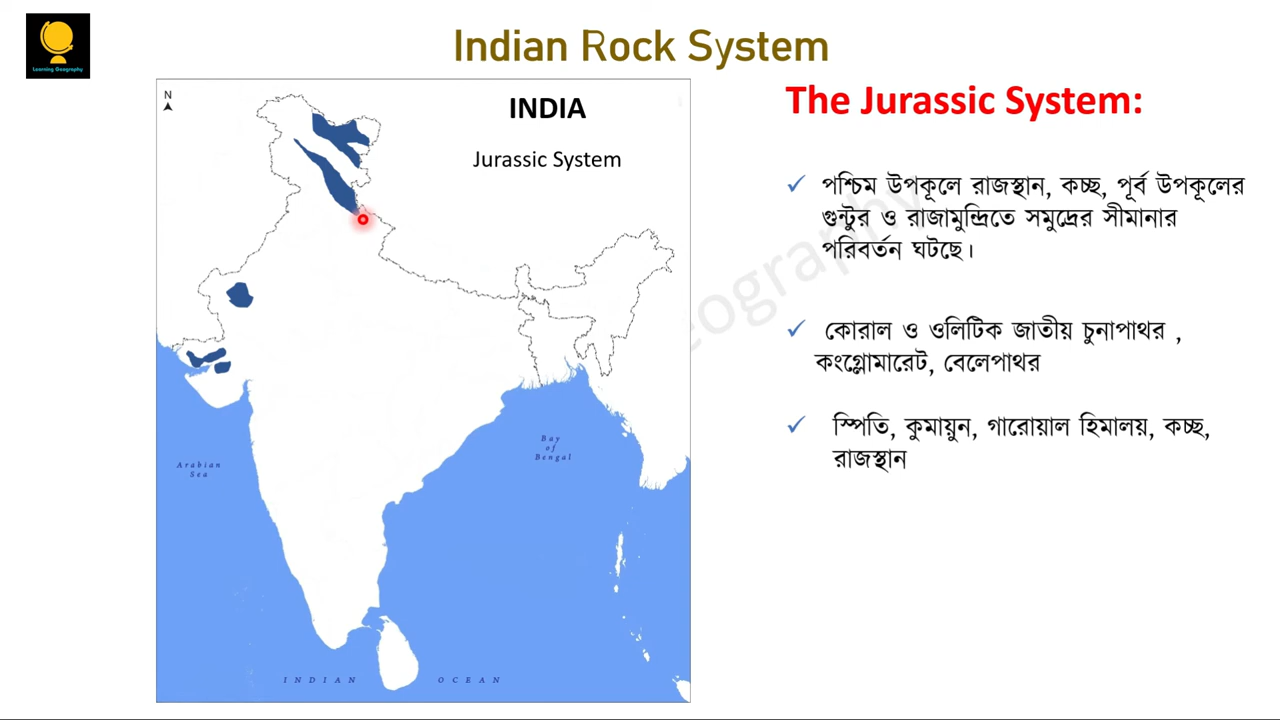 Learning Geography
Indian Rock System
N
INDIA
Jurassic System
The Jurassic System:
পশ্চিম উপকূলে রাজস্থান, কচ্ছ, পূর্ব উপকূলের
গুন্টুর ও রাজামুন্দ্রিতে সমুদ্রের সীমানার
পরিবর্তন ঘটছে।
কোরাল ও ওলিটিক জাতীয় চুনাপাথর ,
কংগ্লোমারেট, বেলেপাথর
স্পিতি, কুমায়ুন, গারোয়াল হিমালয়, কচ্ছ,
রাজস্থান
Arabian
Sea
Bay
of
Bengal
INDIAN OCEAN
eography